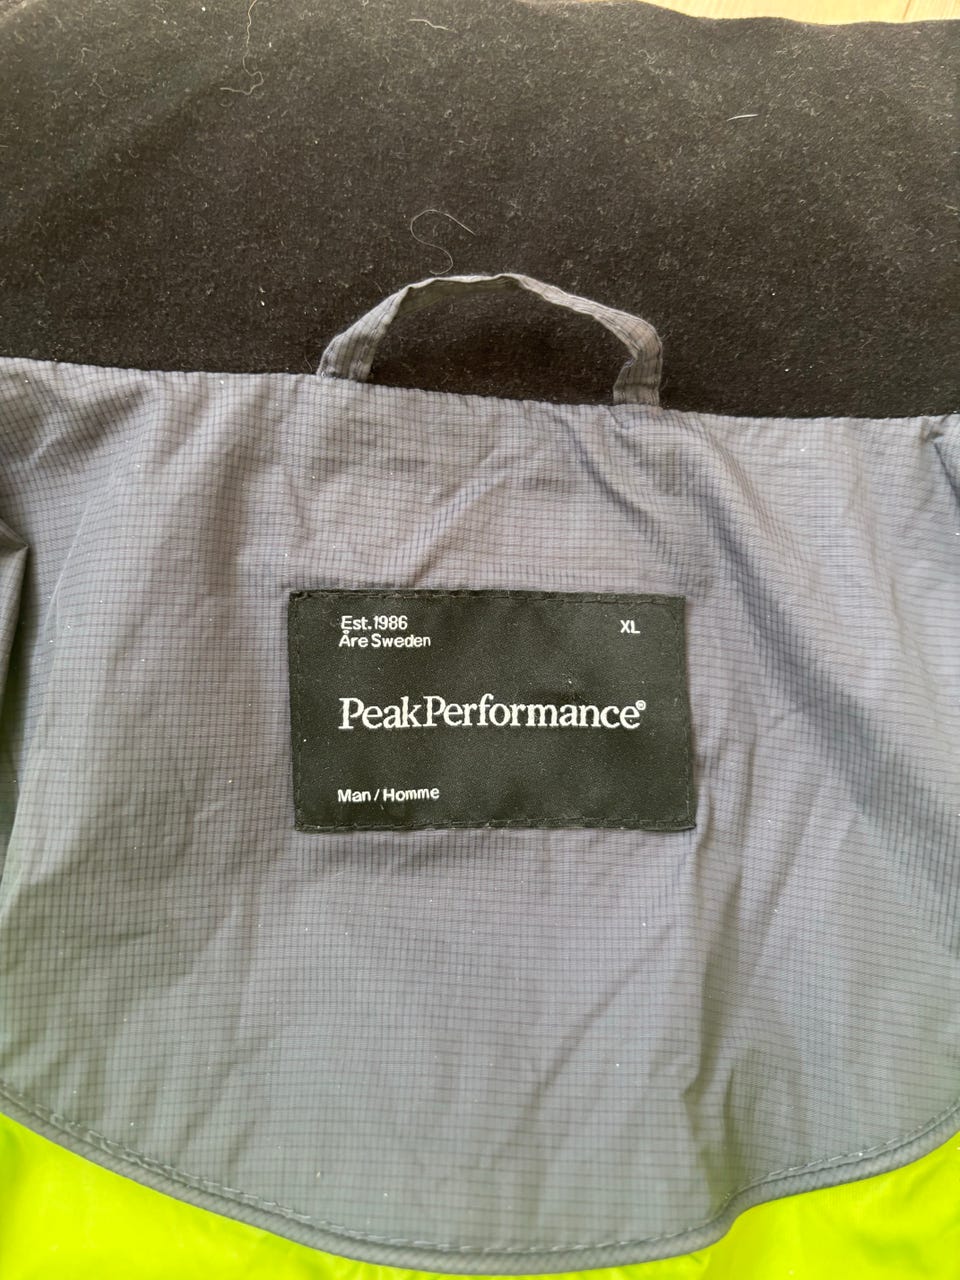 Est.1986
XL
Åre Sweden
PeakPerformance®
Man / Homme